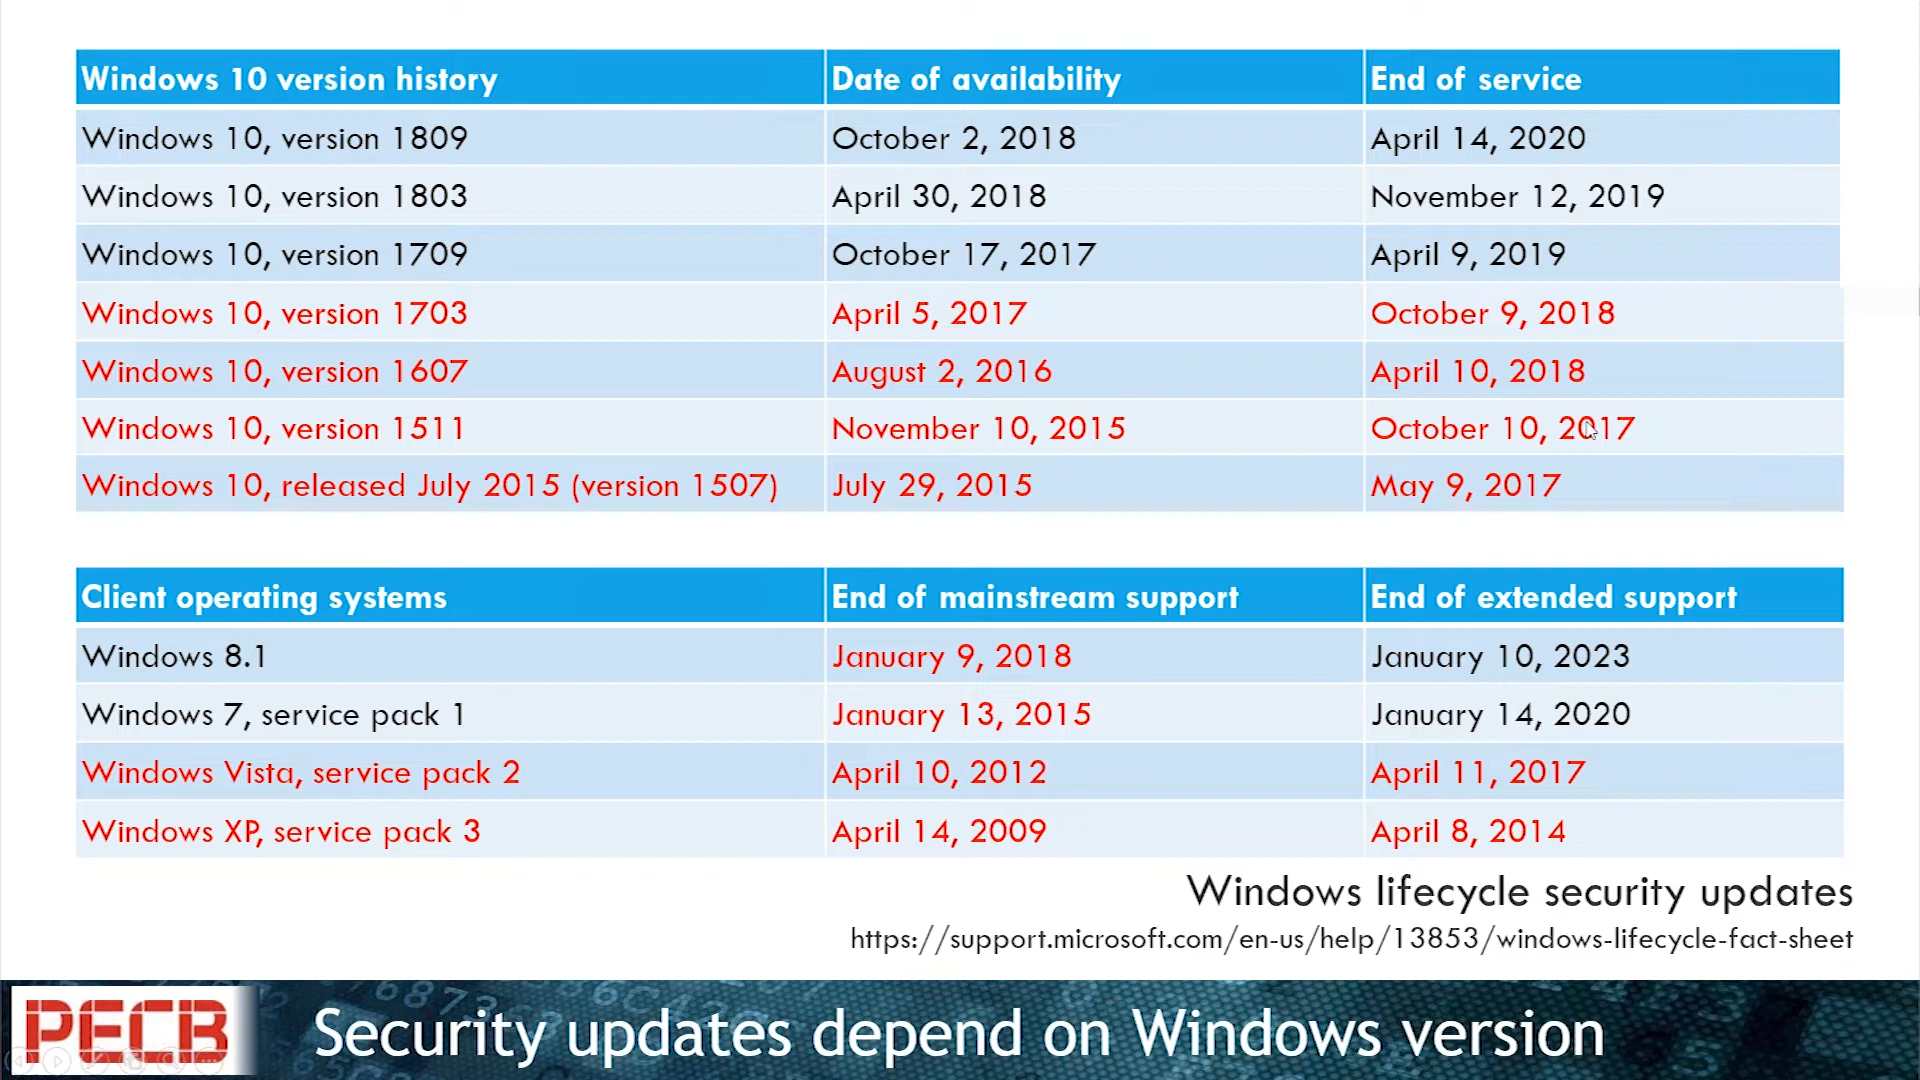 Windows 10 version history Date of availability End of service
Windows 10, version 1809 October 2, 2018 April 14, 2020
Windows 10, version 1803 April 30, 2018 November 12, 2019
Windows 10, version 1709 October 17, 2017 April 9, 2019
Windows 10, version 1703 April 5, 2017 October 9, 2018
Windows 10, version 1607 August 2, 2016 April 10, 2018
Windows 10, version 1511 November 10, 2015 October 10, 2017
Windows 10, released July 2015 (version 1507) July 29, 2015 May 9, 2017
Client operating systems End of mainstream support End of extended support
Windows 8.1 January 9, 2018 January 10, 2023
Windows 7, service pack 1 January 13, 2015 January 14, 2020
Windows Vista, service pack 2 April 10, 2012 April 11, 2017
Windows XP, service pack 3 April 14, 2009 April 8, 2014
Windows lifecycle security updates
https://support.microsoft.com/en-us/help/13853/windows-lifecycle-fact-sheet
PECB
Security updates depend on Windows version